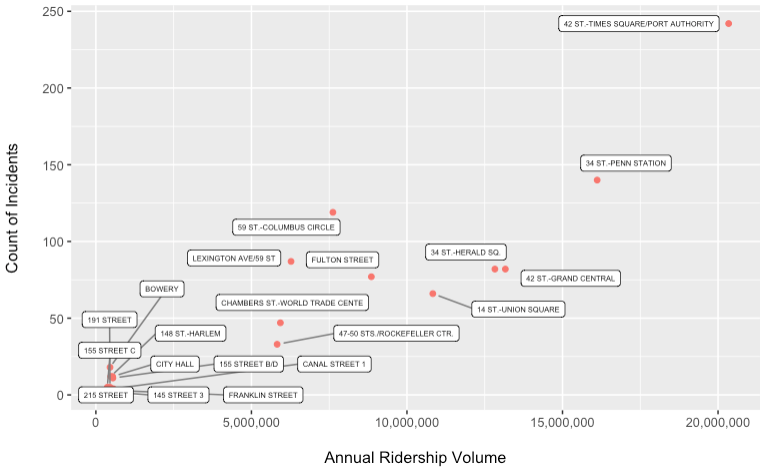 250
42 ST.-TIMES SQUARE/PORT AUTHORITY
200
34 ST.-PENN STATION
150
59 ST.-COLUMBUS CIRCLE
100
34 ST.-HERALD SQ.
LEXINGTON AVE/59 ST
FULTON STREET
42 ST.-GRAND CENTRAL
BOWERY
CHAMBERS ST.-WORLD TRADE CENTE
14 ST.-UNION SQUARE
50
191 STREET
148 ST.-HARLEM
47-50 STS./ROCKEFELLER CTR.
155 STREET C
CITY HALL
155 STREET B/D
CANAL STREET 1
0
215 STREET
145 STREET 3
FRANKLIN STREET
0
5,000,000
10,000,000
15,000,000
20,000,000
Annual Ridership Volume
Count of Incidents